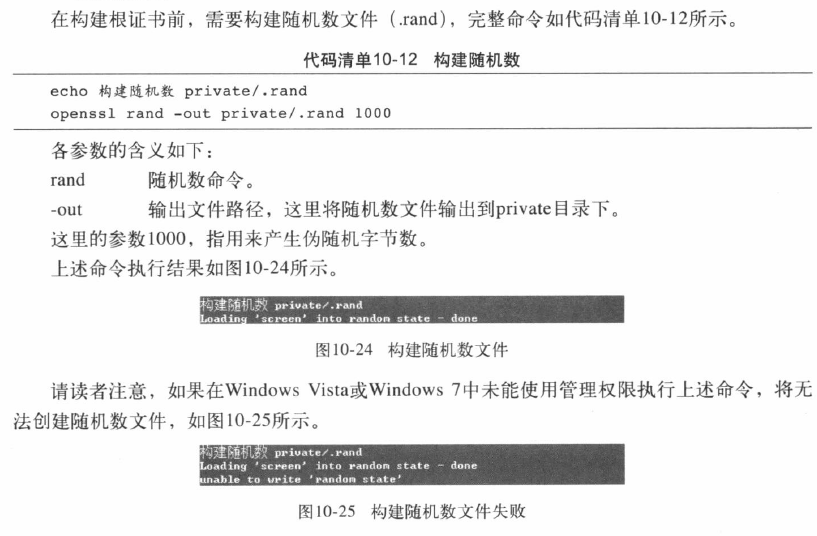 在构建根证书前，需要构建随机数文件（.rand），完整命令如代码清单10-12所示。
代码清单10-12 构建随机数
echo 构建随机数 private/.rand
openssl rand -out private/.rand 1000
各参数的含义如下：
rand 随机数命令。
-out 输出文件路径，这里将随机数文件输出到private目录下。
这里的参数1000，指用来产生伪随机字节数。
上述命令执行结果如图10-24所示。
构建随机数 private/.rand
Loading 'screen' into random state - done
图10-24 构建随机数文件
请读者注意，如果在Windows Vista或Windows 7中未能使用管理权限执行上述命令，将无
法创建随机数文件，如图10-25所示。
构建随机数 private/.rand
Loading 'screen' into random state - done
unable to write 'random state'
图10-25 构建随机数文件失败